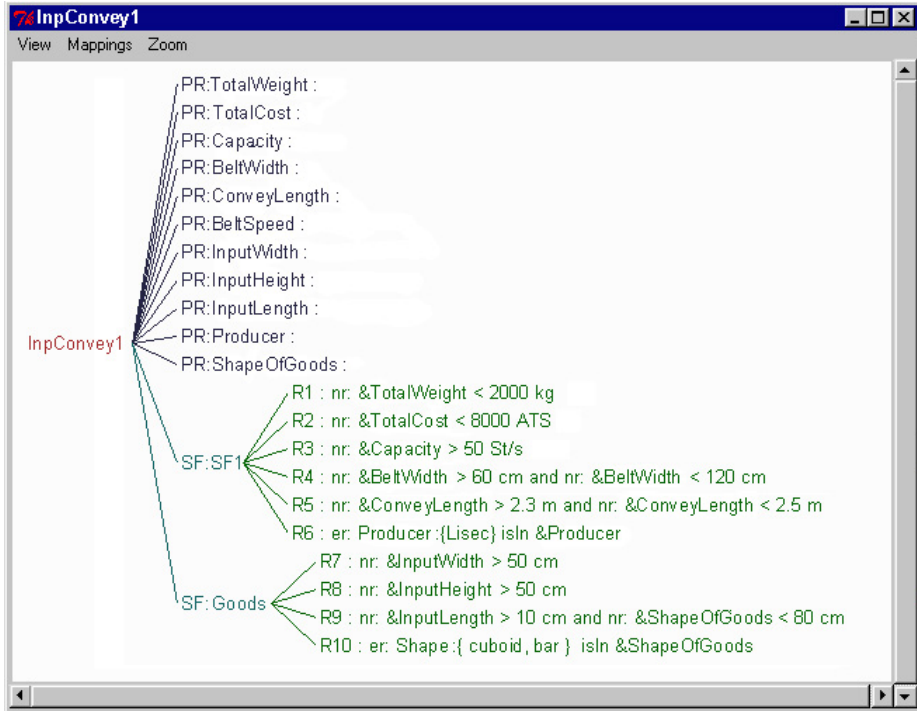 InpConvey1
View Mappings Zoom
PR:TotalWeight :
PR:TotalCost :
PR:Capacity :
PR:BeltWidth :
PR:ConveyLength :
PR:BeltSpeed :
PR:InputWidth :
PR:InputHeight :
PR:InputLength :
PR:Producer :
InpConvey1
PR:ShapeOfGoods :
R1 : nr: &TotalWeight < 2000 kg
R2 : nr: &TotalCost < 8000 ATS
R3 : nr: &Capacity > 50 St/s
SF:SF1
R4 : nr: &BeltWidth > 60 cm and nr: &BeltWidth < 120 cm
R5 : nr: &ConveyLength > 2.3 m and nr: &ConveyLength < 2.5 m
R6 : er: Producer:{Lisec} isIn &Producer
R7 : nr: &InputWidth > 50 cm
R8 : nr: &InputHeight > 50 cm
SF:Goods
R9 : nr: &InputLength > 10 cm and nr: &ShapeOfGoods < 80 cm
R10 : er: Shape:{ cuboid, bar } isIn &ShapeOfGoods